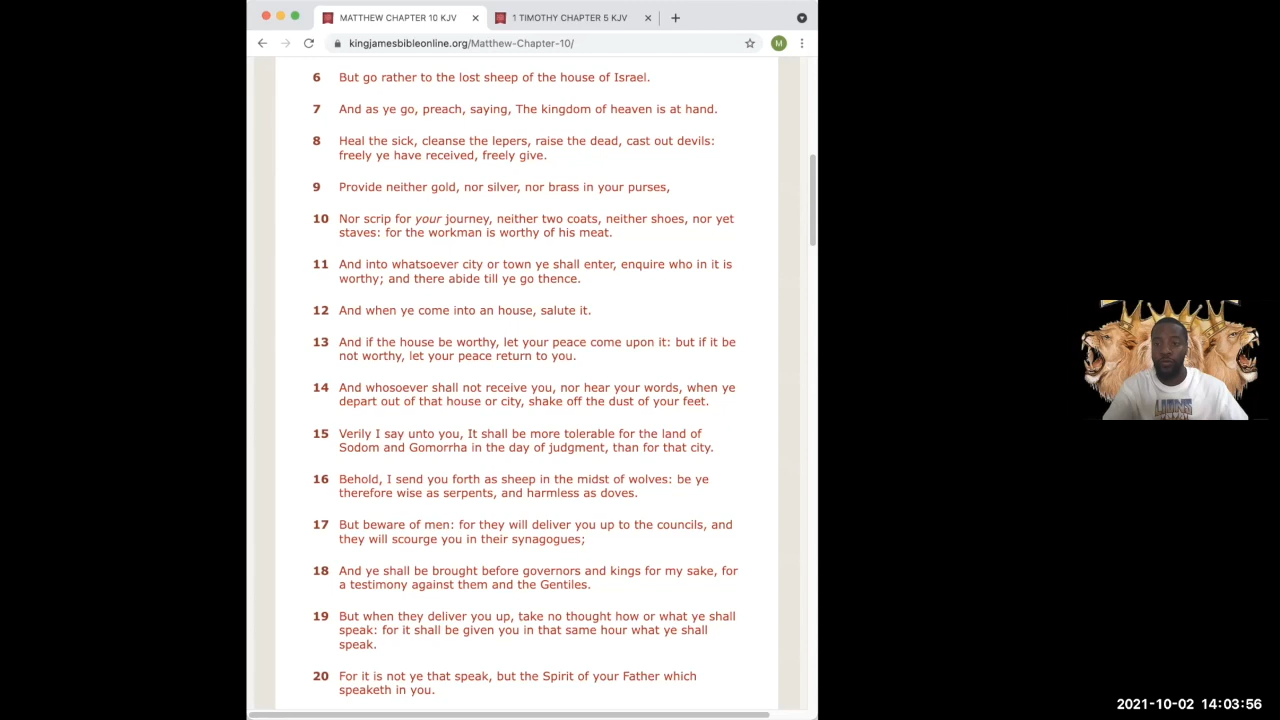 MATTHEW CHAPTER 10 KJV
1 TIMOTHY CHAPTER 5 KJV
kingjamesbibleonline.org/Matthew-Chapter-10/
M
6 But go rather to the lost sheep of the house of Israel.
7 And as ye go, preach, saying, The kingdom of heaven is at hand.
8 Heal the sick, cleanse the lepers, raise the dead, cast out devils:
freely ye have received, freely give.
9 Provide neither gold, nor silver, nor brass in your purses,
10 Nor scrip for your journey, neither two coats, neither shoes, nor yet
staves: for the workman is worthy of his meat.
11 And into whatsoever city or town ye shall enter, enquire who in it is
worthy; and there abide till ye go thence.
12 And when ye come into an house, salute it.
13 And if the house be worthy, let your peace come upon it: but if it be
not worthy, let your peace return to you.
14 And whosoever shall not receive you, nor hear your words, when ye
depart out of that house or city, shake off the dust of your feet.
15 Verily I say unto you, It shall be more tolerable for the land of
Sodom and Gomorrha in the day of judgment, than for that city.
16 Behold, I send you forth as sheep in the midst of wolves: be ye
therefore wise as serpents, and harmless as doves.
17 But beware of men: for they will deliver you up to the councils, and
they will scourge you in their synagogues;
18 And ye shall be brought before governors and kings for my sake, for
a testimony against them and the Gentiles.
19 But when they deliver you up, take no thought how or what ye shall
speak: for it shall be given you in that same hour what ye shall
speak.
20 For it is not ye that speak, but the Spirit of your Father which
speaketh in you.
LIONS
2021-10-02 14:03:56